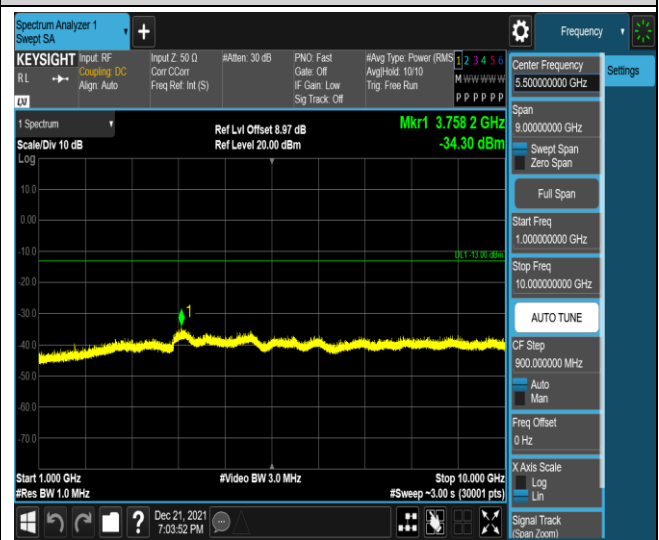 Spectrum Analyzer 1
Swept SA
Frequency
KEYSIGHT
RL
Input: RF
Coupling: DC
Align: Auto
Input Z: 50 Ω
Corr CCorr
Freq Ref: Int (S)
#Atten: 30 dB
PNO: Fast
Gate: Off
IF Gain: Low
Sig Track: Off
#Avg Type: Power (RMS
Avg|Hold: 10/10
Trig: Free Run
1 2 3 4 5 6
M W W W W W
P P P P P P
Center Frequency
5.500000000 GHz
Settings
Span
9.00000000 GHz
Swept Span
Zero Span
Full Span
Start Freq
1.000000000 GHz
Stop Freq
10.000000000 GHz
AUTO TUNE
CF Step
900.000000 MHz
Auto
Man
Freq Offset
0 Hz
X Axis Scale
Log
Lin
Signal Track
(Span Zoom)
LXI
1 Spectrum
Scale/Div 10 dB
Log
Ref Lvl Offset 8.97 dB
Ref Level 20.00 dBm
Mkr1 3.758 2 GHz
-34.30 dBm
10.0
0.00
-10.0
DL1 -13.00 dBm
-20.0
-30.0
1
-40.0
-50.0
-60.0
-70.0
Start 1.000 GHz
#Res BW 1.0 MHz
#Video BW 3.0 MHz
Stop 10.000 GHz
#Sweep ~3.00 s (30001 pts)
?
Dec 21, 2021
7:03:52 PM